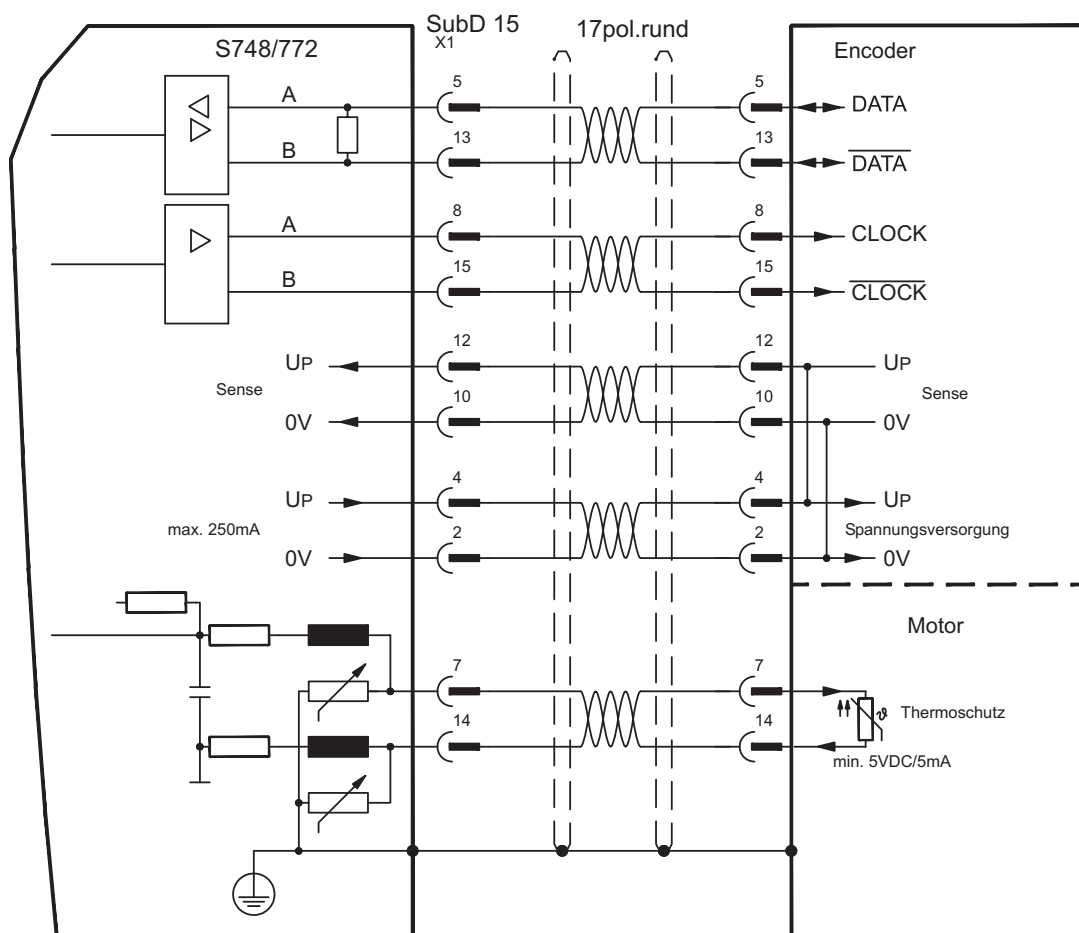 SubD 15
17pol.rund
S748/772
X1
Encoder
A
5
5
DATA
B
13
13
DATA
A
8
8
CLOCK
B
15
15
CLOCK
UP
12
12
UP
Sense
Sense
0V
10
10
0V
UP
4
4
UP
max. 250mA
Spannungsversorgung
0V
2
2
0V
Motor
7
7
ϑ
Thermoschutz
14
14
min. 5VDC/5mA